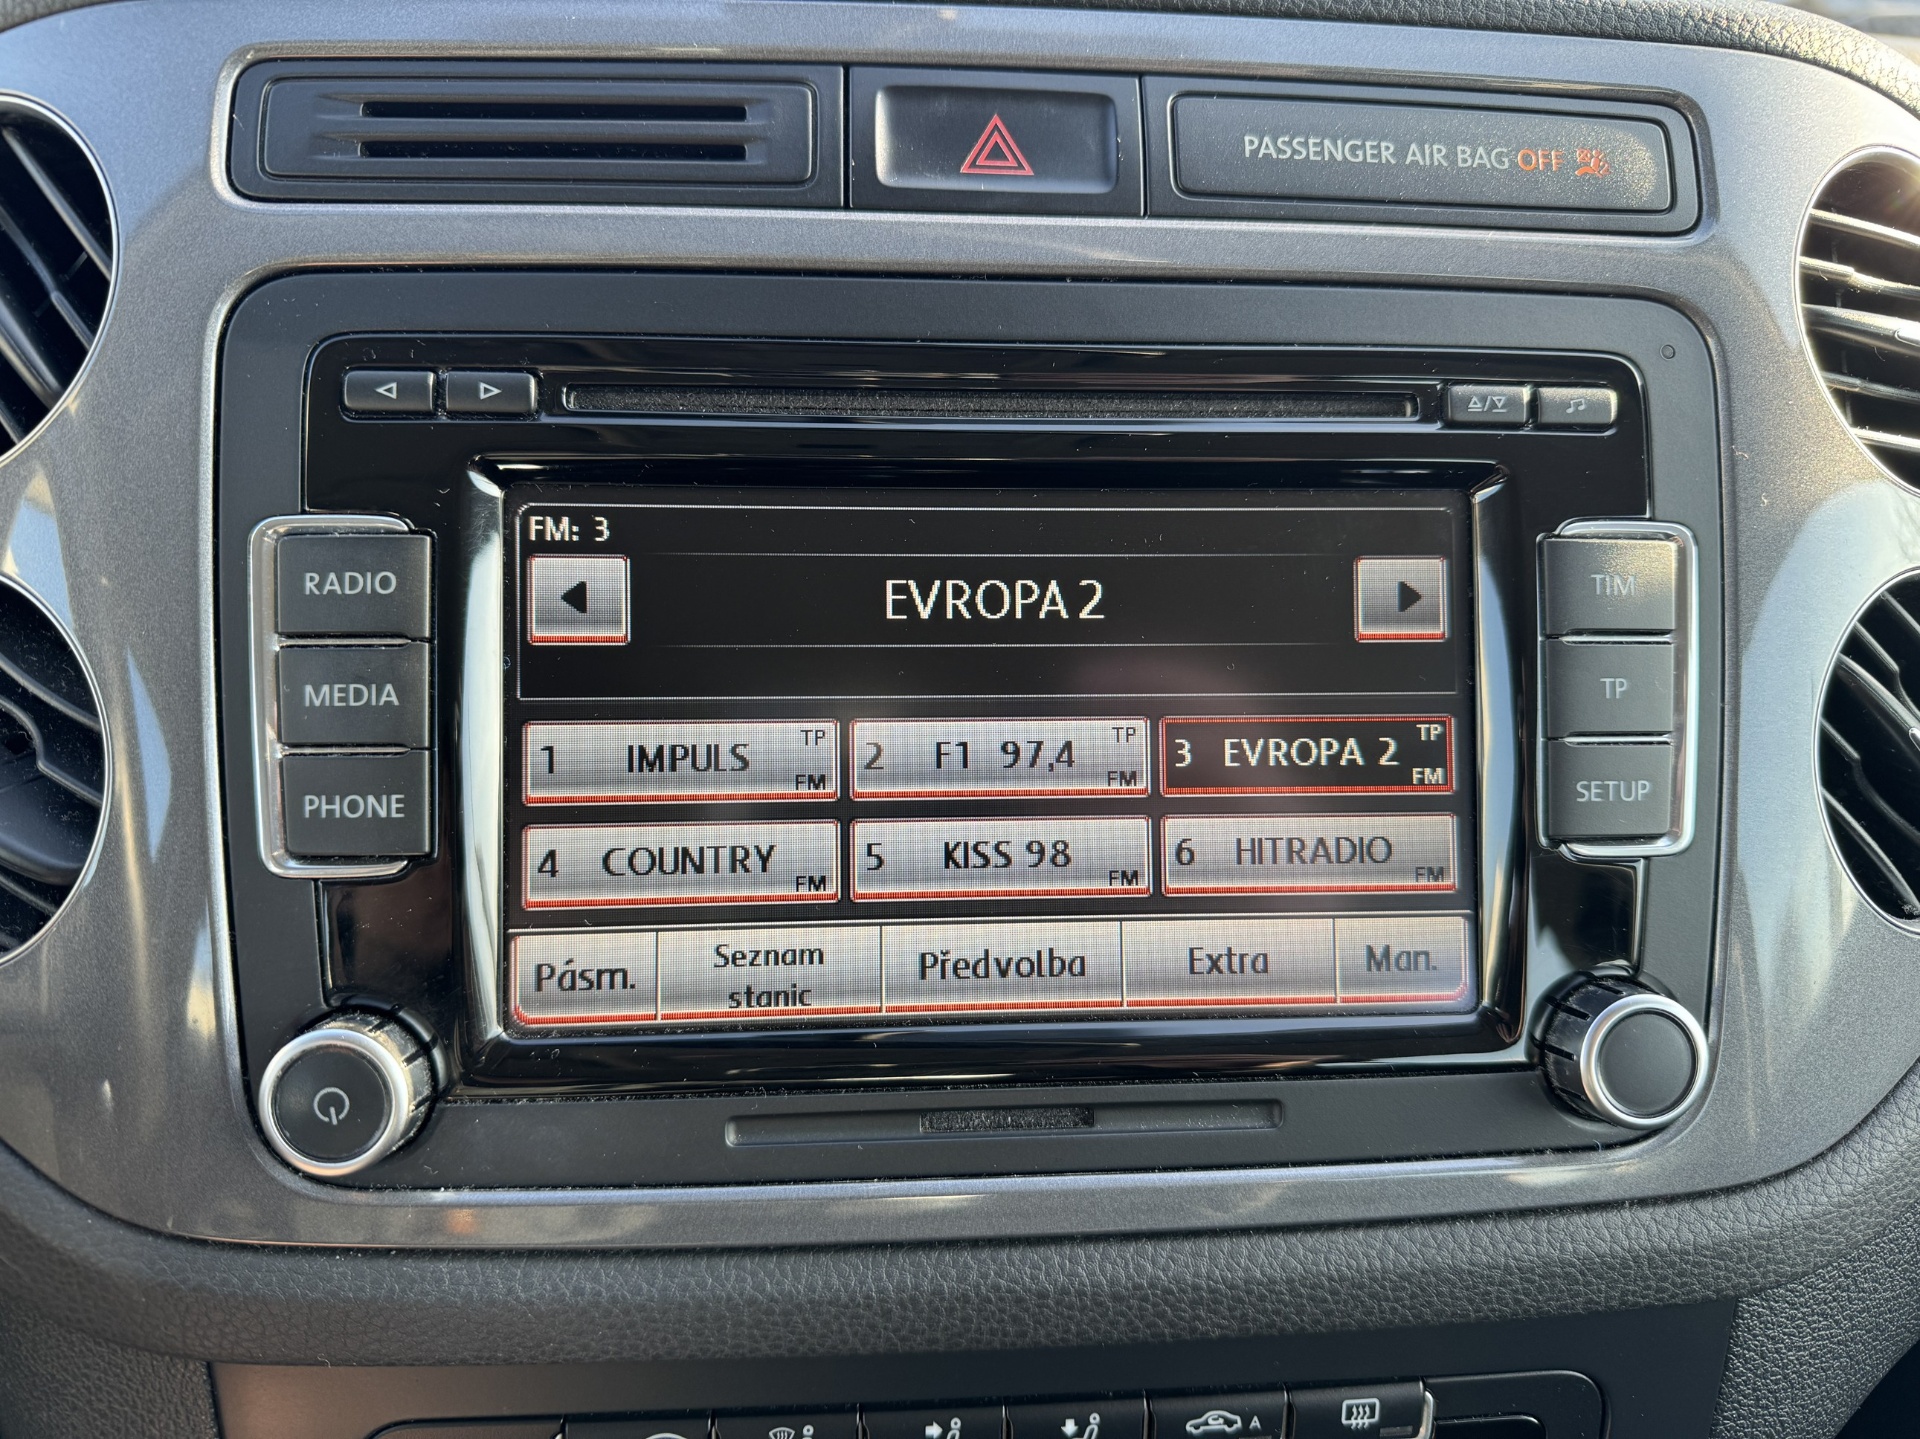 PASSENGER AIR BAG OFF
RADIO
MEDIA
PHONE
TIM
TP
SETUP
FM: 3
EVROPA 2
1 IMPULS TP FM
2 F1 97,4 TP FM
3 EVROPA 2 TP FM
4 COUNTRY FM
5 KISS 98 FM
6 HITRADIO FM
Pásm.
Seznam
stanic
Předvolba
Extra
Man.
A